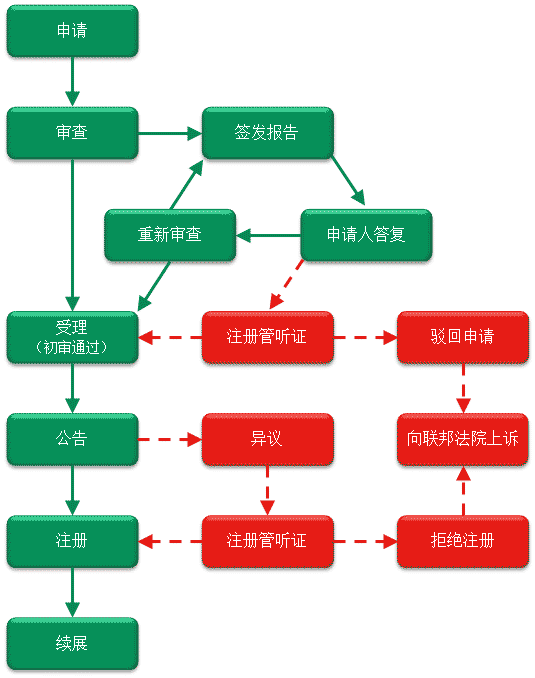 申请
审查
签发报告
重新审查
申请人答复
受理
（初审通过）
注册管听证
驳回申请
公告
异议
向联邦法院上诉
注册
注册管听证
拒绝注册
续展